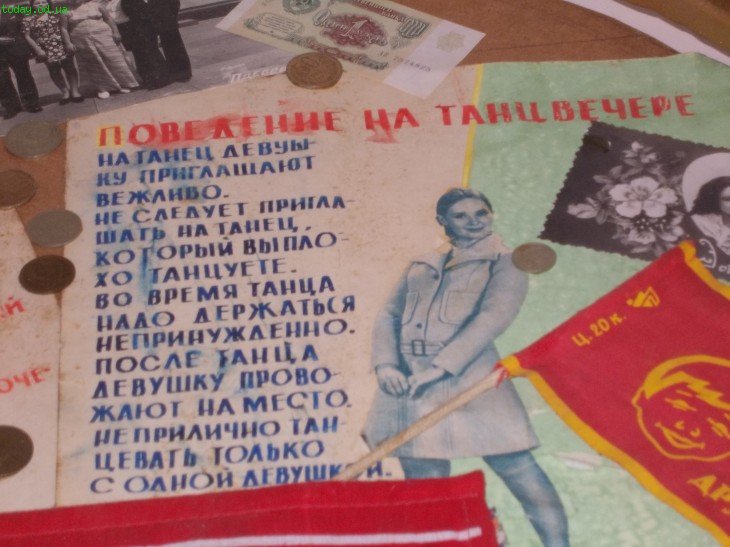 today.od.ua
1
ПОВЕДЕНИЕ НА ТАНЦВЕЧЕРЕ
НА ТАНЕЦ ДЕВУШ-
КУ ПРИГЛАШАЮТ
ВЕЖЛИВО.
НЕ СЛЕДУЕТ ПРИГЛА-
ШАТЬ НА ТАНЕЦ,
КОТОРЫЙ ВЫ ПЛО-
ХО ТАНЦУЕТЕ.
ВО ВРЕМЯ ТАНЦА
НАДО ДЕРЖАТЬСЯ
НЕПРИНУЖДЕННО.
ПОСЛЕ ТАНЦА
ДЕВУШКУ ПРОВО-
ЖАЮТ НА МЕСТО.
НЕПРИЛИЧНО ТАН-
ЦЕВАТЬ ТОЛЬКО
С ОДНОЙ ДЕВУШКОЙ.
Й
ОЧЕ-
Ц. 20 К.